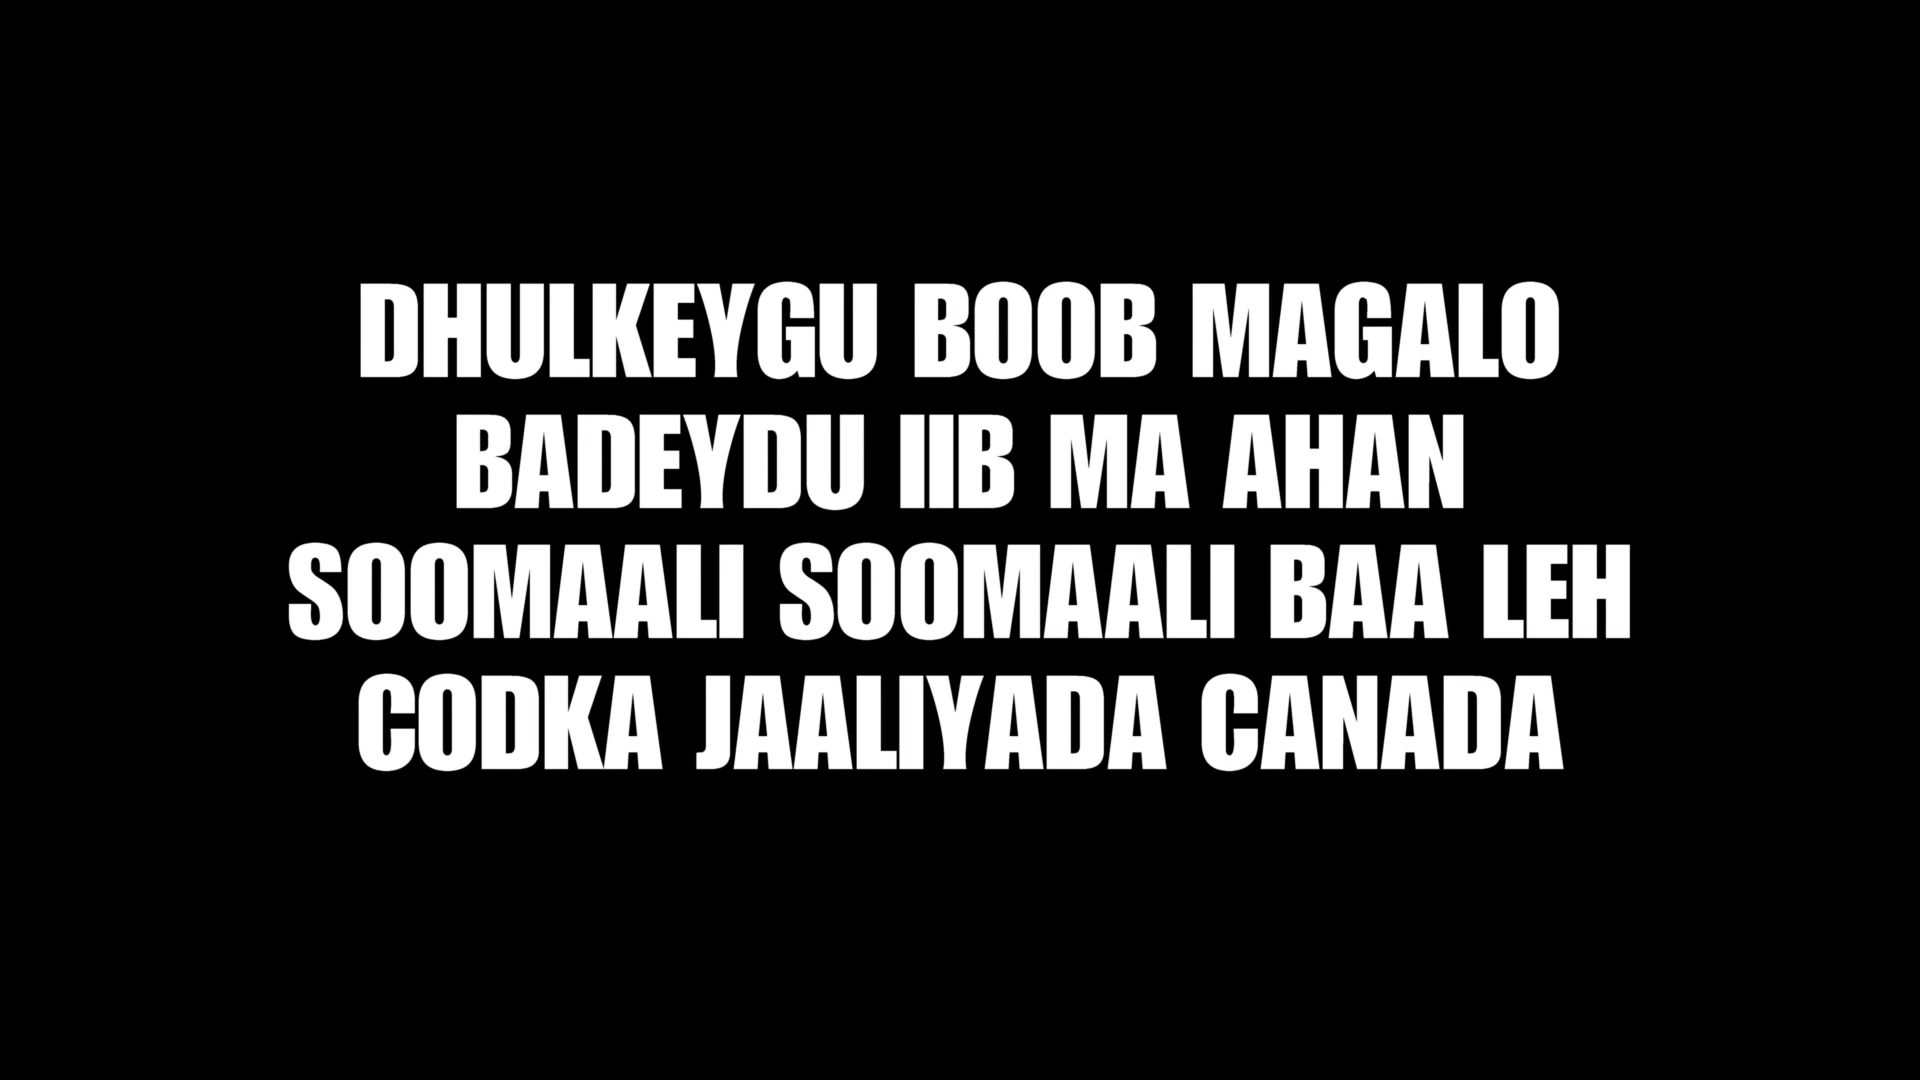 DHULKEYGU BOOB MAGALO
BADEYDU IIB MA AHAN
SOOMAALI SOOMAALI BAA LEH
CODKA JAALIYADA CANADA